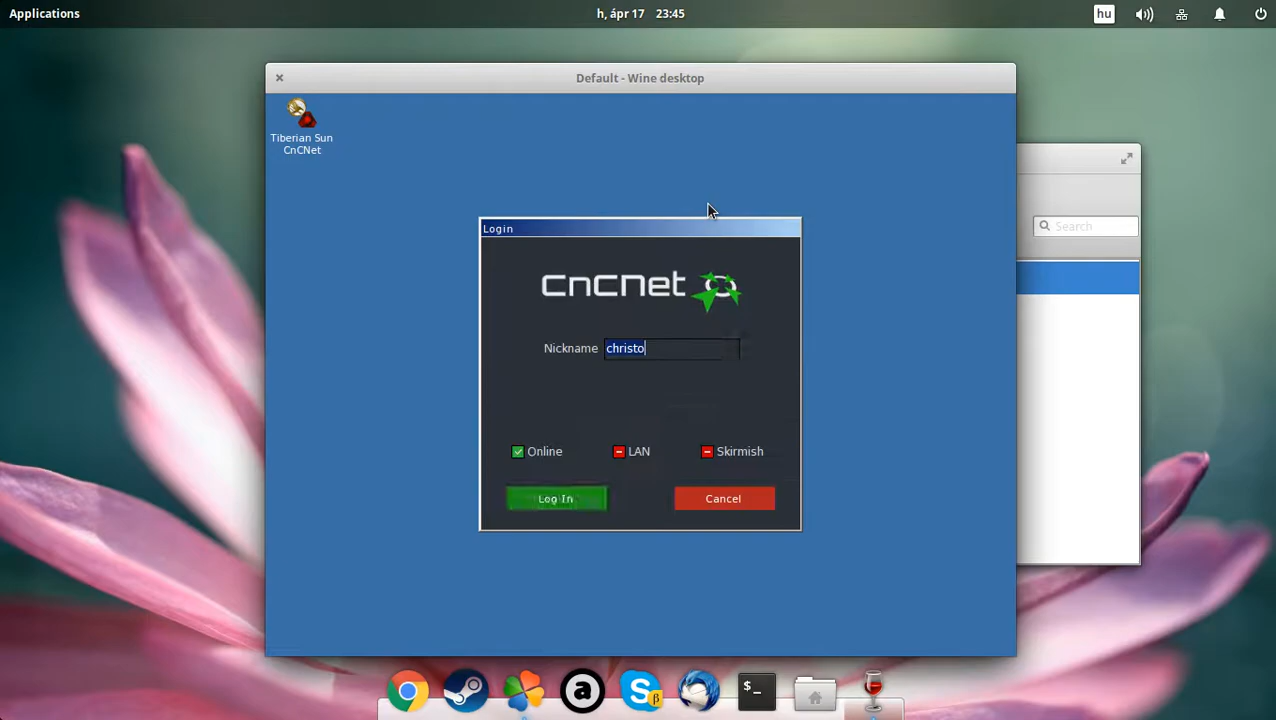 Applications
h, ápr 17 23:45
hu
Default - Wine desktop
Tiberian Sun
CnCNet
Search
Login
cncnet
Nickname christo
Online
LAN
Skirmish
Log In
Cancel
a
S
β
$_